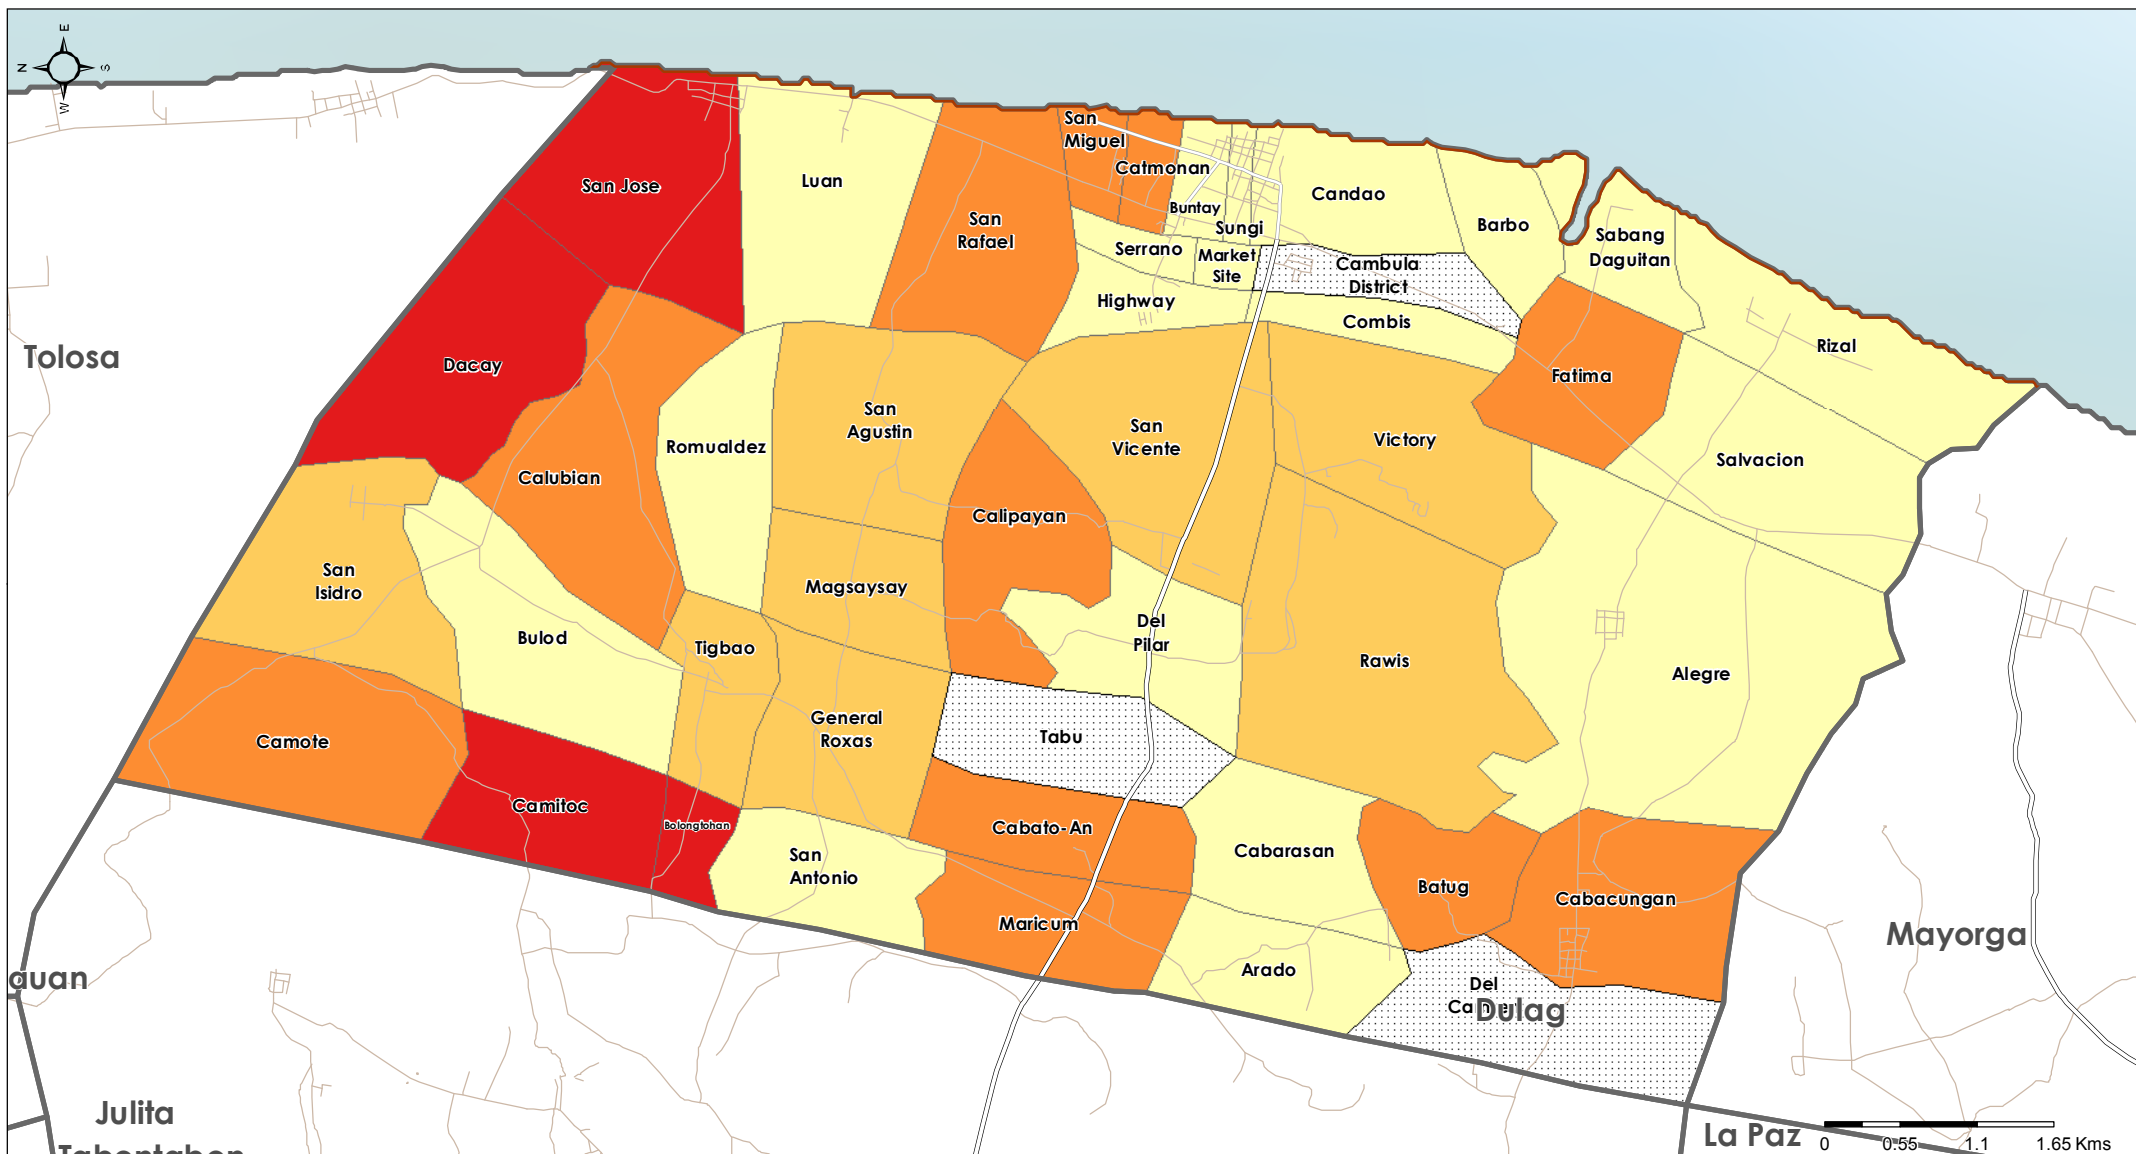 E
N
S
W
San
Miguel
Catmonan
San Jose
Luan
Candao
Buntay
San
Rafael
Sungi
Barbo
Sabang
Daguitan
Serrano
Market
Site
Cambula
District
Highway
Combis
Rizal
Tolosa
Dacay
Fatima
San
Agustin
San
Vicente
Victory
Romualdez
Salvacion
Calubian
Calipayan
San
Isidro
Magsaysay
Bulod
Tigbao
Del
Pilar
Rawis
Alegre
General
Roxas
Camote
Tabu
Camitoc
Bolongtohan
Cabato-An
San
Antonio
Cabarasan
Batug
Cabacungan
Maricum
Mayorga
Arado
auan
Del
Dulag
Julita
La Paz
0
0.55
1.1
1.65 Kms